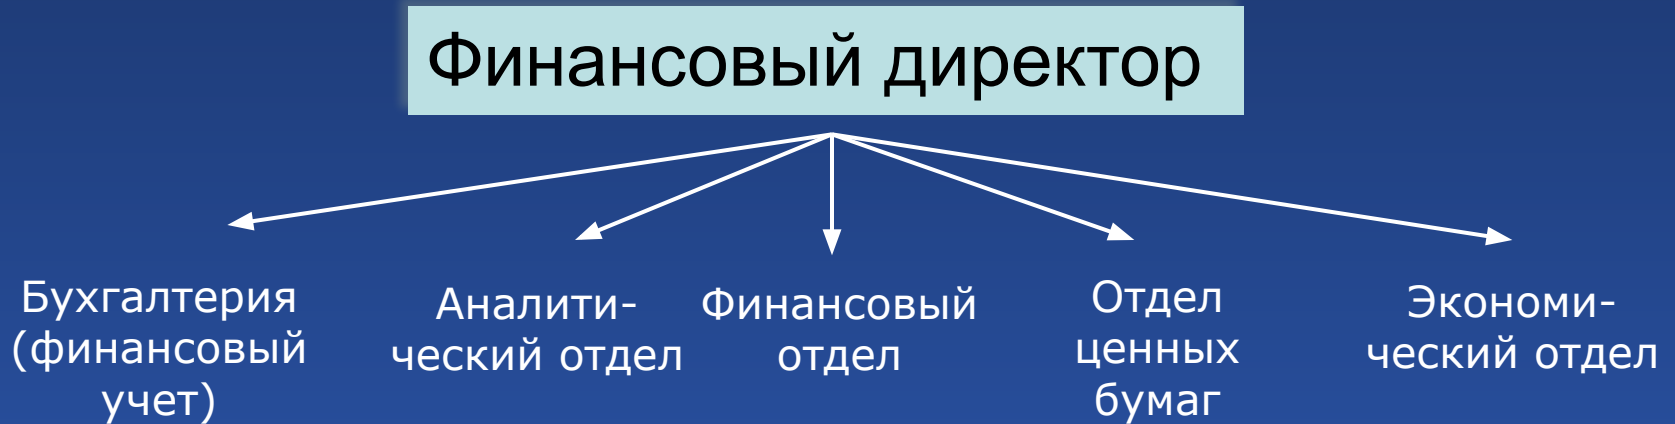 Финансовый директор
Бухгалтерия
(финансовый
учет)
Аналити-
ческий отдел
Финансовый
отдел
Отдел
ценных
бумаг
Экономи-
ческий отдел